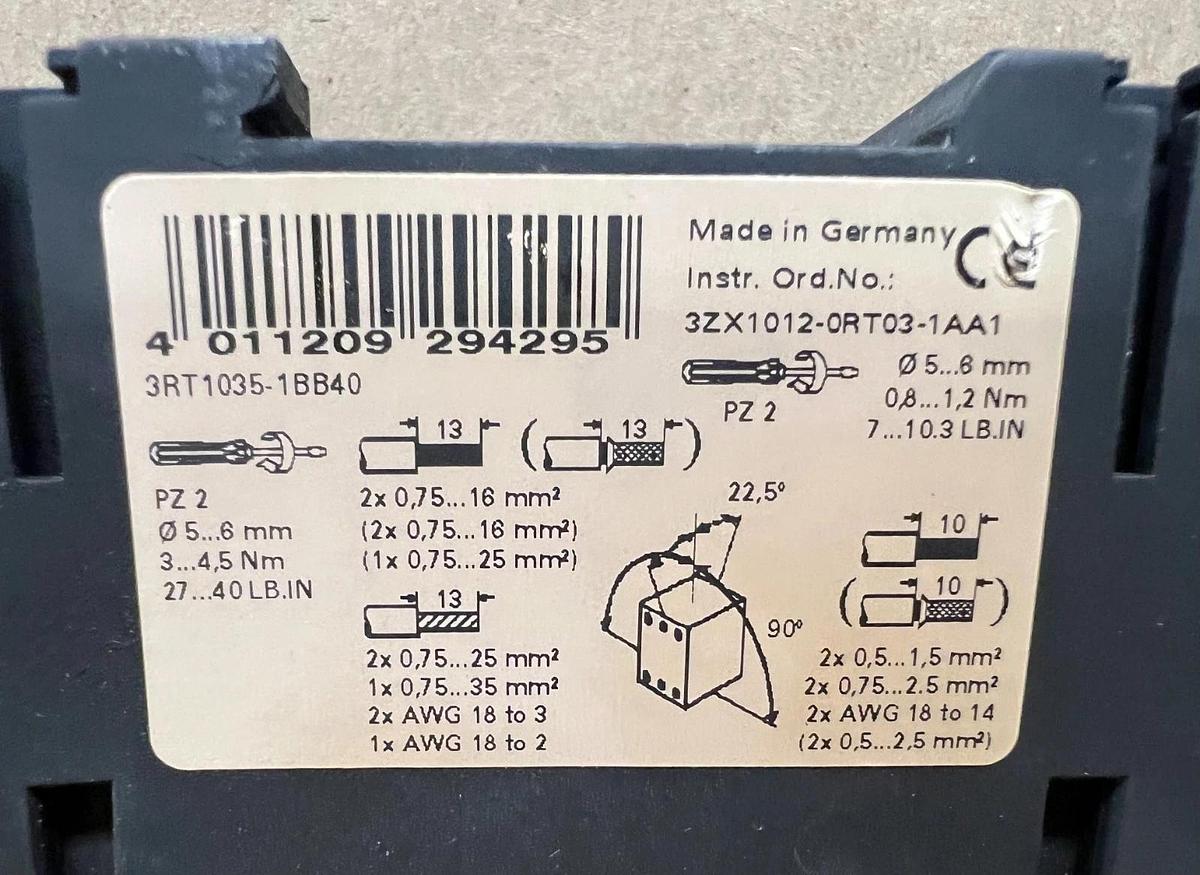 4 011209 294295
3RT1035-1BB40
Made in Germany CE
Instr. Ord.No.:
3ZX1012-0RT03-1AA1
PZ 2
Ø 5...6 mm
0,8...1,2 Nm
7...10.3 LB.IN
PZ 2
Ø 5...6 mm
3...4,5 Nm
27...40 LB.IN
13
13
2x 0,75...16 mm²
(2x 0,75...16 mm²)
(1x 0,75...25 mm²)
13
2x 0,75...25 mm²
1x 0,75...35 mm²
2x AWG 18 to 3
1x AWG 18 to 2
22,5°
90°
10
10
2x 0,5...1,5 mm²
2x 0,75...2.5 mm²
2x AWG 18 to 14
(2x 0,5...2,5 mm²)